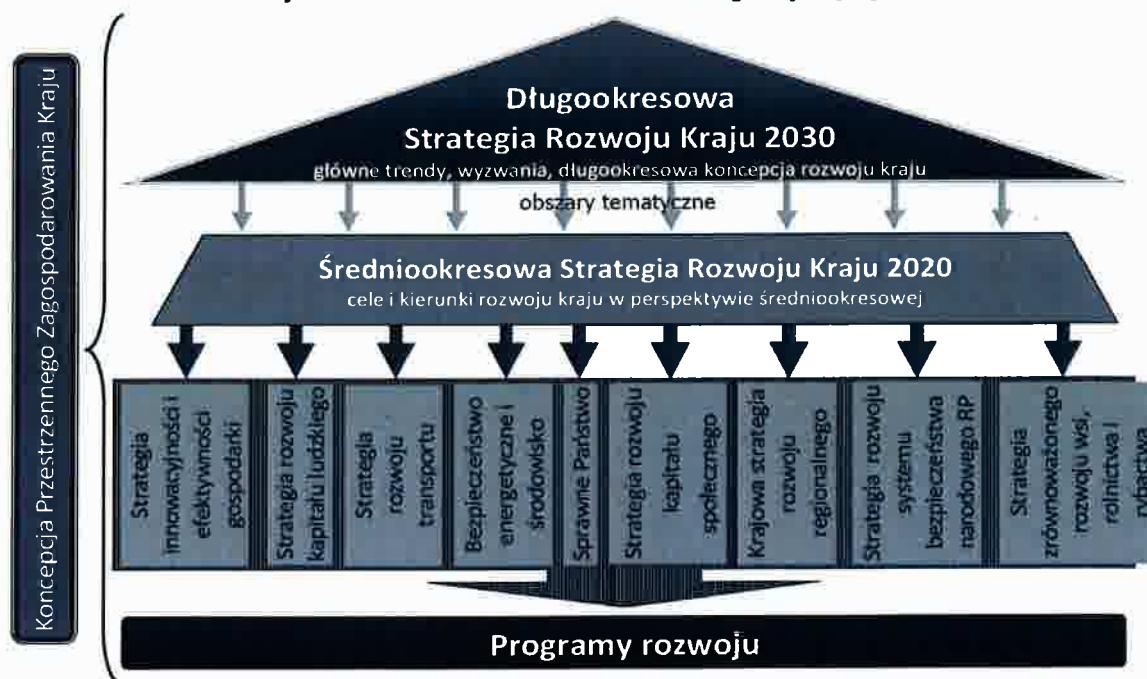 Koncepcja Przestrzennego Zagospodarowania Kraju
Długookresowa
Strategia Rozwoju Kraju 2030
główne trendy, wyzwania, długookresowa koncepcja rozwoju kraju
obszary tematyczne
Średniookresowa Strategia Rozwoju Kraju 2020
cele i kierunki rozwoju kraju w perspektywie średniookresowej
Strategia
innowacyjności i
efektywności
gospodarki
Strategia rozwoju
kapitału ludzkiego
Strategia
rozwoju
transportu
Bezpieczeństwo
energetyczne i
środowisko
Sprawne Państwo
Strategia rozwoju
kapitału
społecznego
Krajowa strategia
rozwoju
regionalnego
Strategia rozwoju
systemu
bezpieczeństwa
narodowego RP
Strategia
zrównoważonego
rozwoju wsi,
rolnictwa i
Programy rozwoju